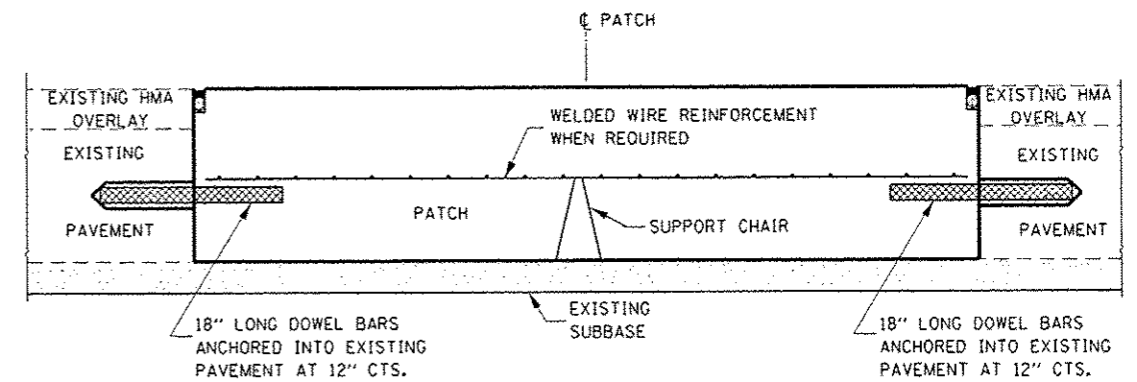 ℄ PATCH
EXISTING HMA
OVERLAY
EXISTING
PAVEMENT
WELDED WIRE REINFORCEMENT
WHEN REQUIRED
PATCH
SUPPORT CHAIR
EXISTING HMA
OVERLAY
EXISTING
PAVEMENT
18" LONG DOWEL BARS
ANCHORED INTO EXISTING
PAVEMENT AT 12" CTS.
EXISTING
SUBBASE
18" LONG DOWEL BARS
ANCHORED INTO EXISTING
PAVEMENT AT 12" CTS.